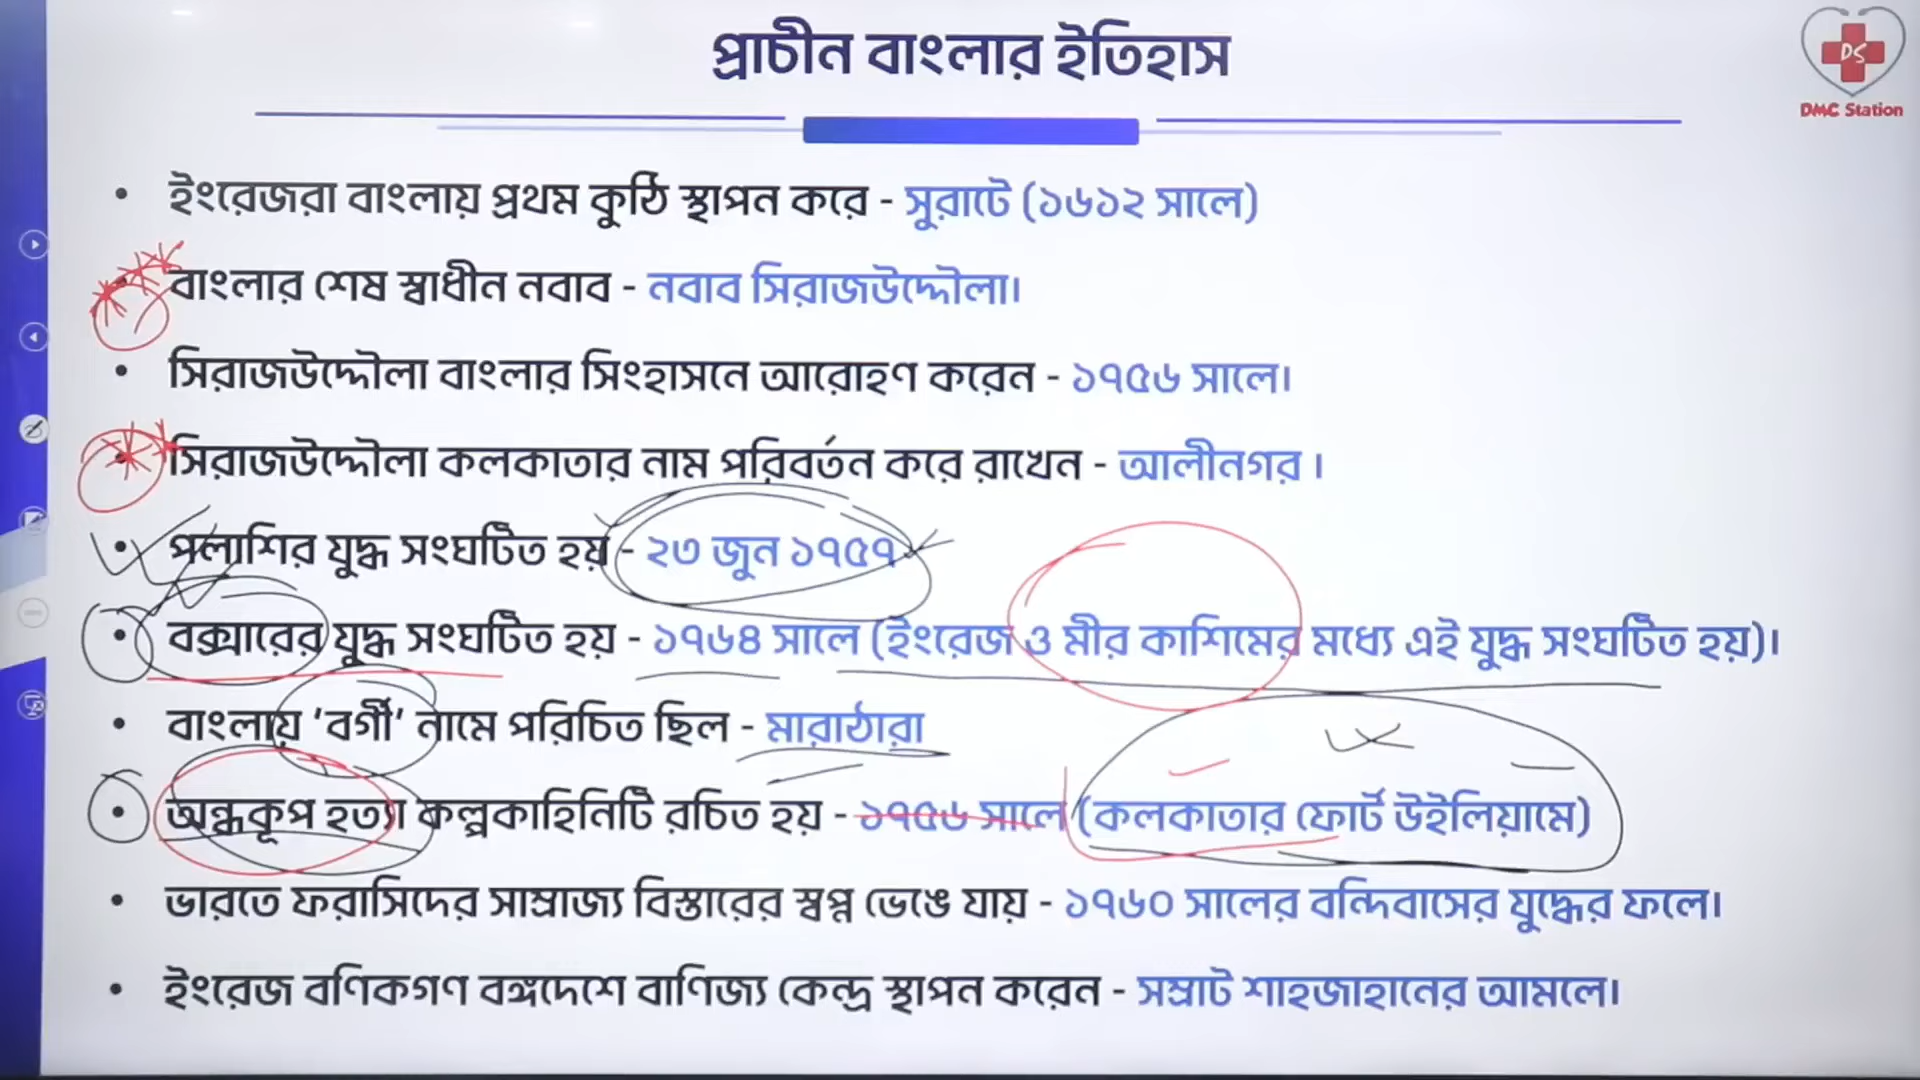 প্রাচীন বাংলার ইতিহাস
DS
DMC Station
• ইংরেজরা বাংলায় প্রথম কুঠি স্থাপন করে - সুরাটে (১৬১২ সালে)
বাংলার শেষ স্বাধীন নবাব - নবাব সিরাজউদ্দৌলা।
• সিরাজউদ্দৌলা বাংলার সিংহাসনে আরোহণ করেন - ১৭৫৬ সালে।
• সিরাজউদ্দৌলা কলকাতার নাম পরিবর্তন করে রাখেন - আলীনগর ।
• পলাশির যুদ্ধ সংঘটিত হয় - ২৩ জুন ১৭৫৭
• বক্সারের যুদ্ধ সংঘটিত হয় - ১৭৬৪ সালে (ইংরেজ ও মীর কাশিমের মধ্যে এই যুদ্ধ সংঘটিত হয়)।
• বাংলায় ‘বর্গী’ নামে পরিচিত ছিল - মারাঠারা
• অন্ধকূপ হত্যা কল্পকাহিনিটি রচিত হয় - ১৭৫৬ সালে (কলকাতার ফোর্ট উইলিয়ামে)
• ভারতে ফরাসিদের সাম্রাজ্য বিস্তারের স্বপ্ন ভেঙে যায় - ১৭৬০ সালের বন্দিবাসের যুদ্ধের ফলে।
• ইংরেজ বণিকগণ বঙ্গদেশে বাণিজ্য কেন্দ্র স্থাপন করেন - সম্রাট শাহজাহানের আমলে।